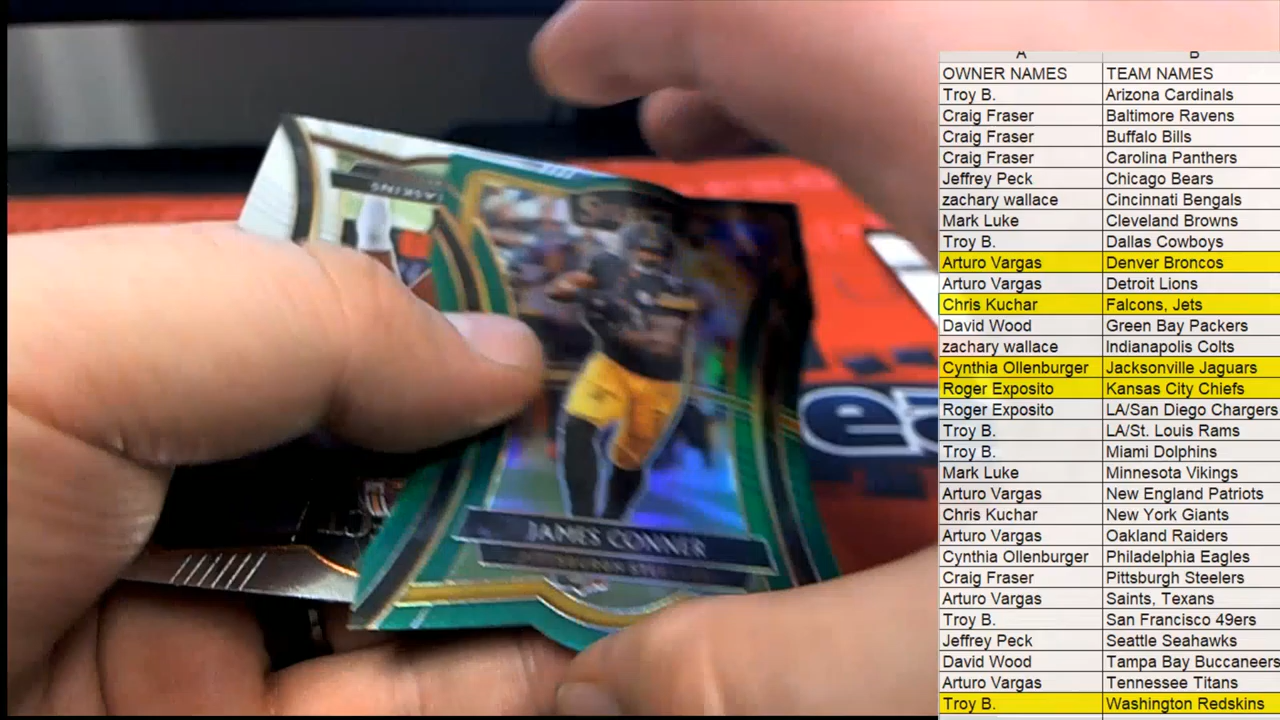 A B
OWNER NAMES TEAM NAMES
Troy B. Arizona Cardinals
Craig Fraser Baltimore Ravens
Craig Fraser Buffalo Bills
Craig Fraser Carolina Panthers
Jeffrey Peck Chicago Bears
zachary wallace Cincinnati Bengals
Mark Luke Cleveland Browns
Troy B. Dallas Cowboys
Arturo Vargas Denver Broncos
Arturo Vargas Detroit Lions
Chris Kuchar Falcons, Jets
David Wood Green Bay Packers
zachary wallace Indianapolis Colts
Cynthia Ollenburger Jacksonville Jaguars
Roger Exposito Kansas City Chiefs
Roger Exposito LA/San Diego Chargers
Troy B. LA/St. Louis Rams
Troy B. Miami Dolphins
Mark Luke Minnesota Vikings
Arturo Vargas New England Patriots
Chris Kuchar New York Giants
Arturo Vargas Oakland Raiders
Cynthia Ollenburger Philadelphia Eagles
Craig Fraser Pittsburgh Steelers
Arturo Vargas Saints, Texans
Troy B. San Francisco 49ers
Jeffrey Peck Seattle Seahawks
David Wood Tampa Bay Buccaneers
Arturo Vargas Tennessee Titans
Troy B. Washington Redskins
JAMES CONNER